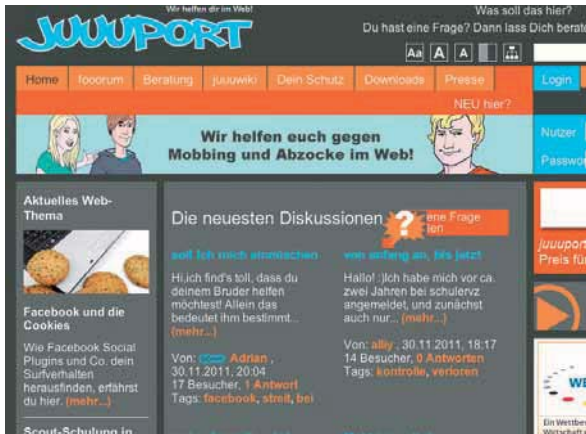 Wir helfen dir im Web!
JUUUPORT
Was soll das hier?
Du hast eine Frage? Dann lass Dich
Aa A A
Home fooorum Beratung juuuwiki Dein Schutz Downloads Presse Login
NEU hier?
Wir helfen euch gegen
Mobbing und Abzocke im Web!
Nutzer
Aktuelles Web-
Thema
Facebook und die
Cookies
Wie Facebook Social
Plugins und Co. dein
Surfverhalten
herausfinden, erfährst
du hier. (mehr...)
Scout-Schulung in
Die neuesten Diskussionen
? ene Frage
soll ich mich einmischen
Hi,ich find's toll, dass du
deinem Bruder helfen
möchtest! Allein das
bedeutet ihm bestimmt...
(mehr...)
Von: Adrian ,
30.11.2011, 20:04
17 Besucher, 1 Antwort
Tags: facebook, streit, bei
von anfang an, bis jetzt
Hallo! :)Ich habe mich vor ca.
zwei Jahren bei schülervz
angemeldet, und zunächst
auch nur... (mehr...)
Von: alliy , 30.11.2011, 18:17
14 Besucher, 0 Antworten
Tags: kontrolle, verloren
Preis
WE
Ein